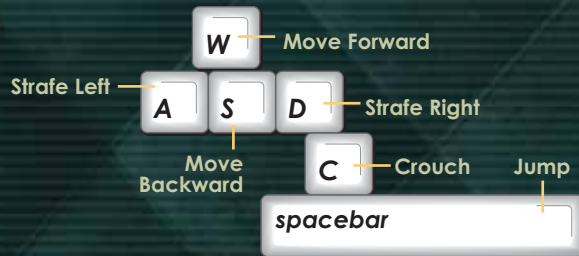 W
Move Forward
Strafe Left
A
S
D
Strafe Right
Move
Backward
C
Crouch
Jump
spacebar